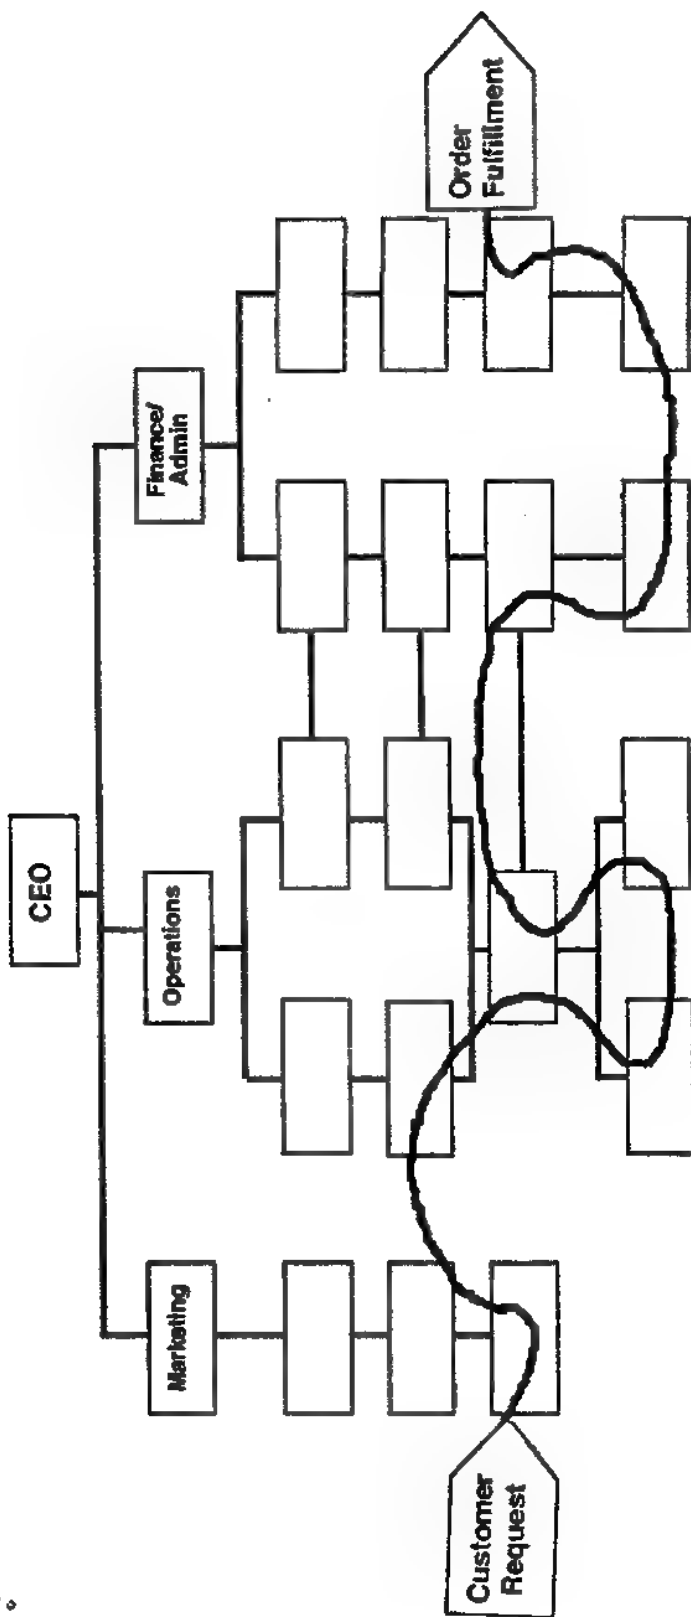 CEO
Marketing
Operations
Finance/
Admin
Customer
Request
Order
Fulfillment